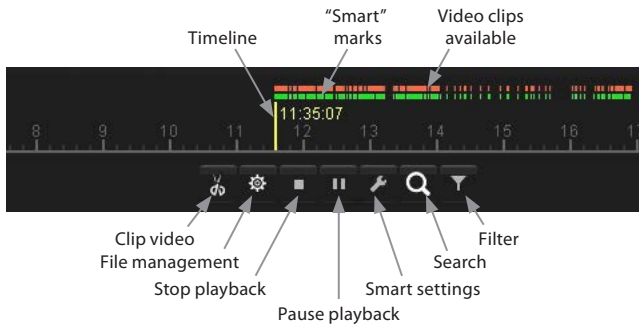 "Smart" Video clips
Timeline marks available
11:35:07
8 9 10 11 12 13 14 15 16 1
Clip video Filter
File management Search
Stop playback Smart settings
Pause playback